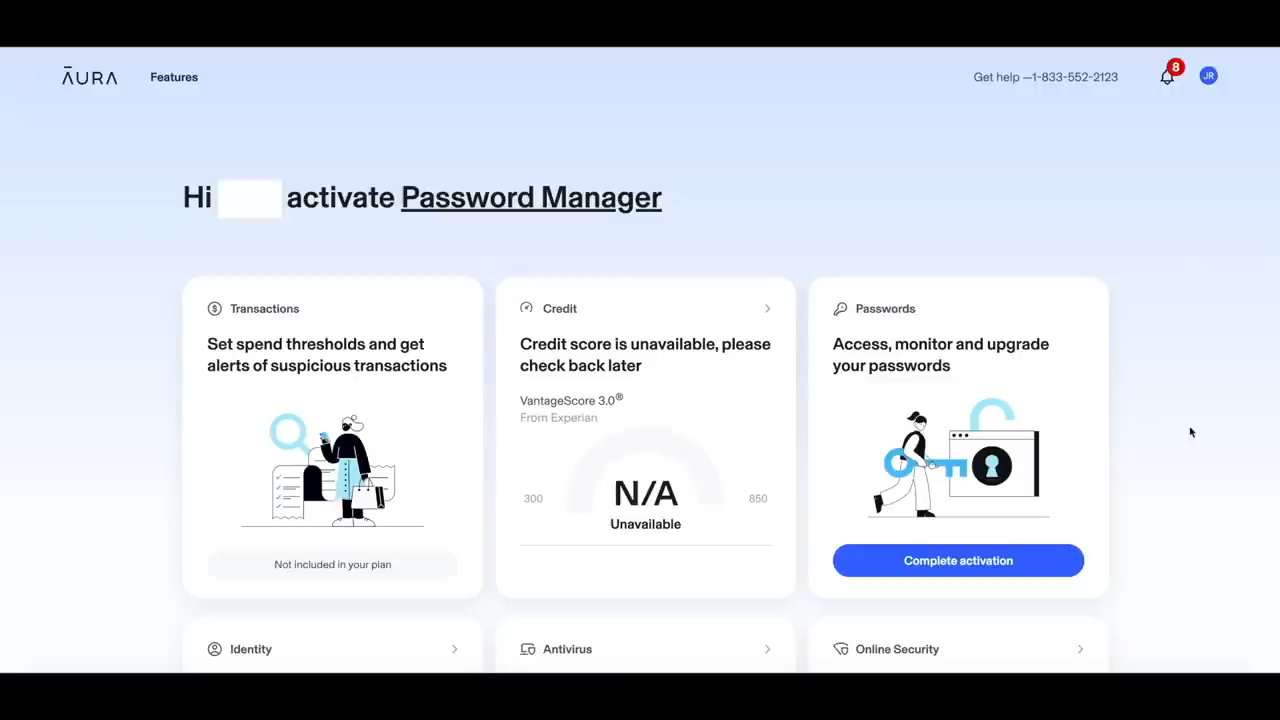 ĀURA
Features
Get help —1-833-552-2123
8
JR
Hi activate Password Manager
Transactions
Set spend thresholds and get
alerts of suspicious transactions
Not included in your plan
Credit
Credit score is unavailable, please
check back later
VantageScore 3.0®
From Experian
300
N/A
850
Unavailable
Passwords
Access, monitor and upgrade
your passwords
Complete activation
Identity
Antivirus
Online Security